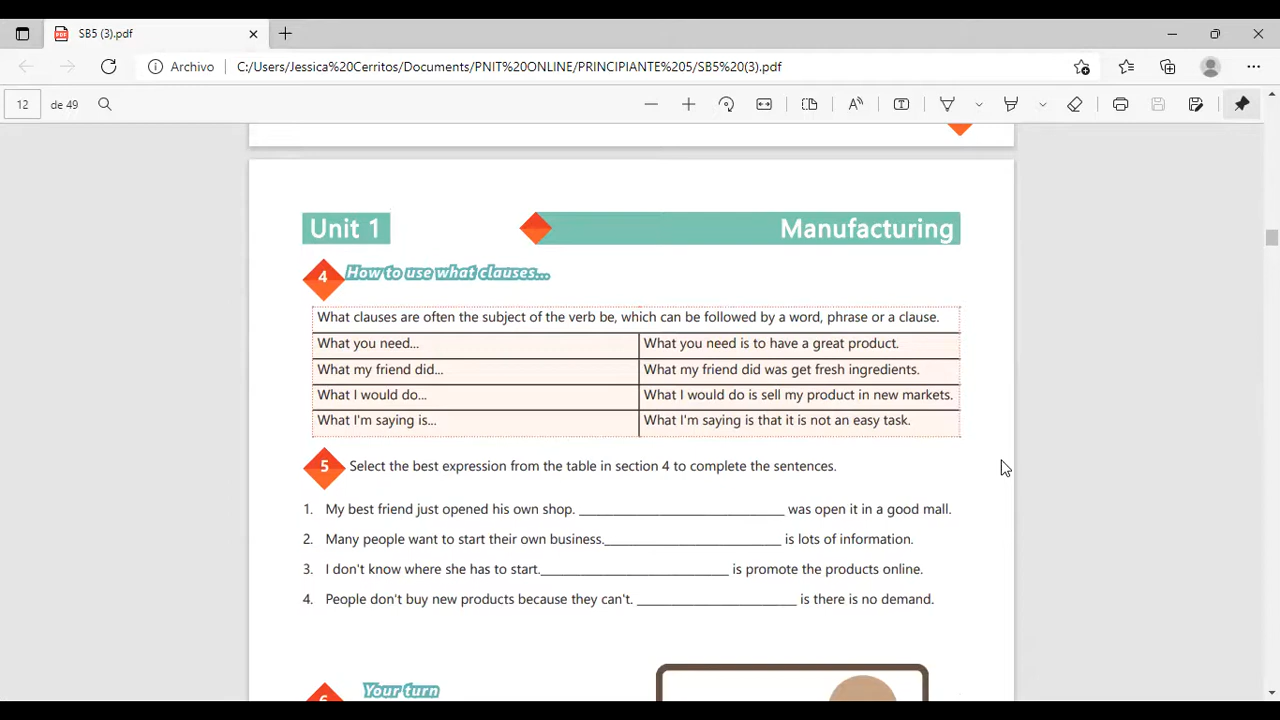 SB5 (3).pdf
Archivo C:/Users/Jessica%20Cerritos/Documents/PNIT%20ONLINE/PRINCIPIANTE%205/SB5%20(3).pdf
12 de 49
Unit 1 Manufacturing
4 How to use what clauses...
What clauses are often the subject of the verb be, which can be followed by a word, phrase or a clause.
What you need... What you need is to have a great product.
What my friend did... What my friend did was get fresh ingredients.
What I would do... What I would do is sell my product in new markets.
What I'm saying is... What I'm saying is that it is not an easy task.
5 Select the best expression from the table in section 4 to complete the sentences.
1. My best friend just opened his own shop. __________________________ was open it in a good mall.
2. Many people want to start their own business.______________________ is lots of information.
3. I don't know where she has to start.________________________ is promote the products online.
4. People don't buy new products because they can't. ____________________ is there is no demand.
6 Your turn